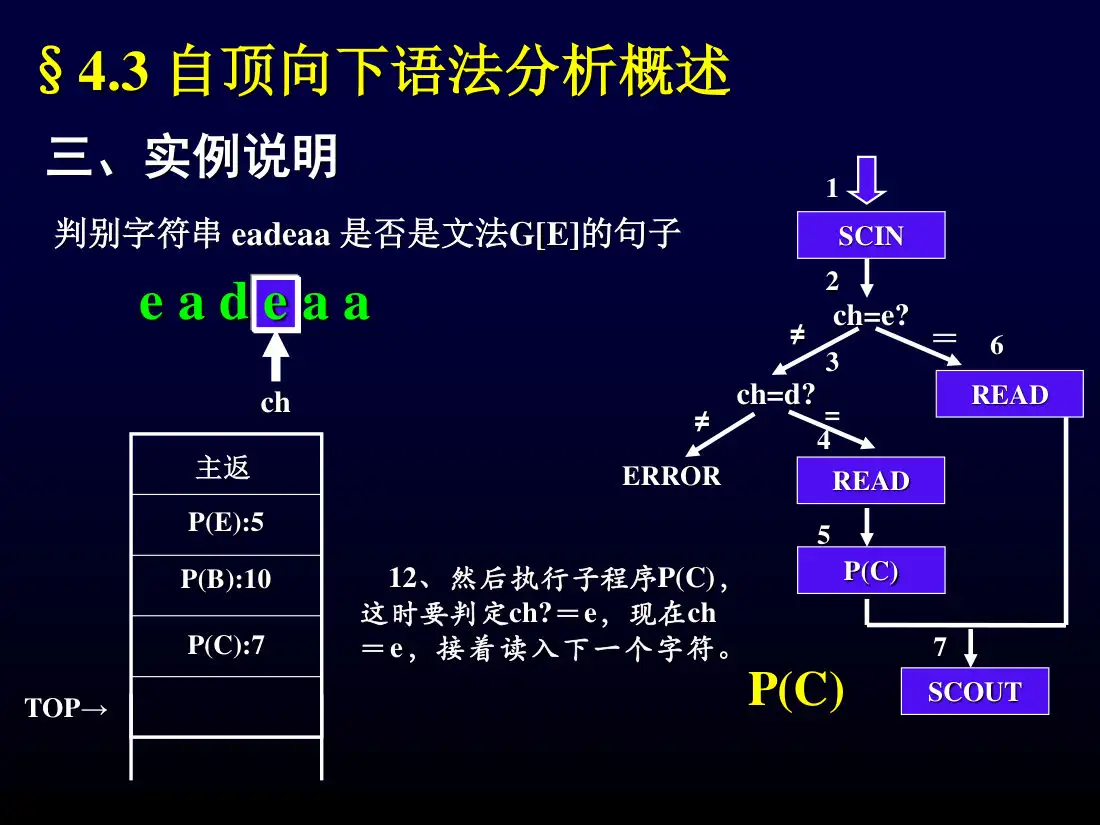 §4.3 自顶向下语法分析概述
三、实例说明
判别字符串 eadeaa 是否是文法G[E]的句子
e a d e a a
ch
主返
P(E):5
P(B):10
P(C):7
TOP→
12、然后执行子程序P(C)，
这时要判定ch?＝e，现在ch
＝e，接着读入下一个字符。
1
SCIN
2
ch=e?
≠
＝
3
6
ch=d?
READ
≠
=
4
ERROR
READ
5
P(C)
7
P(C)
SCOUT